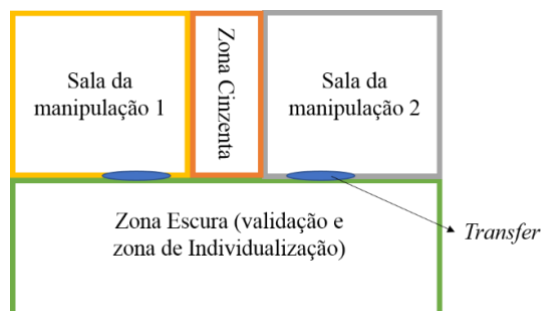 Sala da
manipulação 1
Zona Cinzenta
Sala da
manipulação 2
Zona Escura (validação e
zona de Individualização)
Transfer